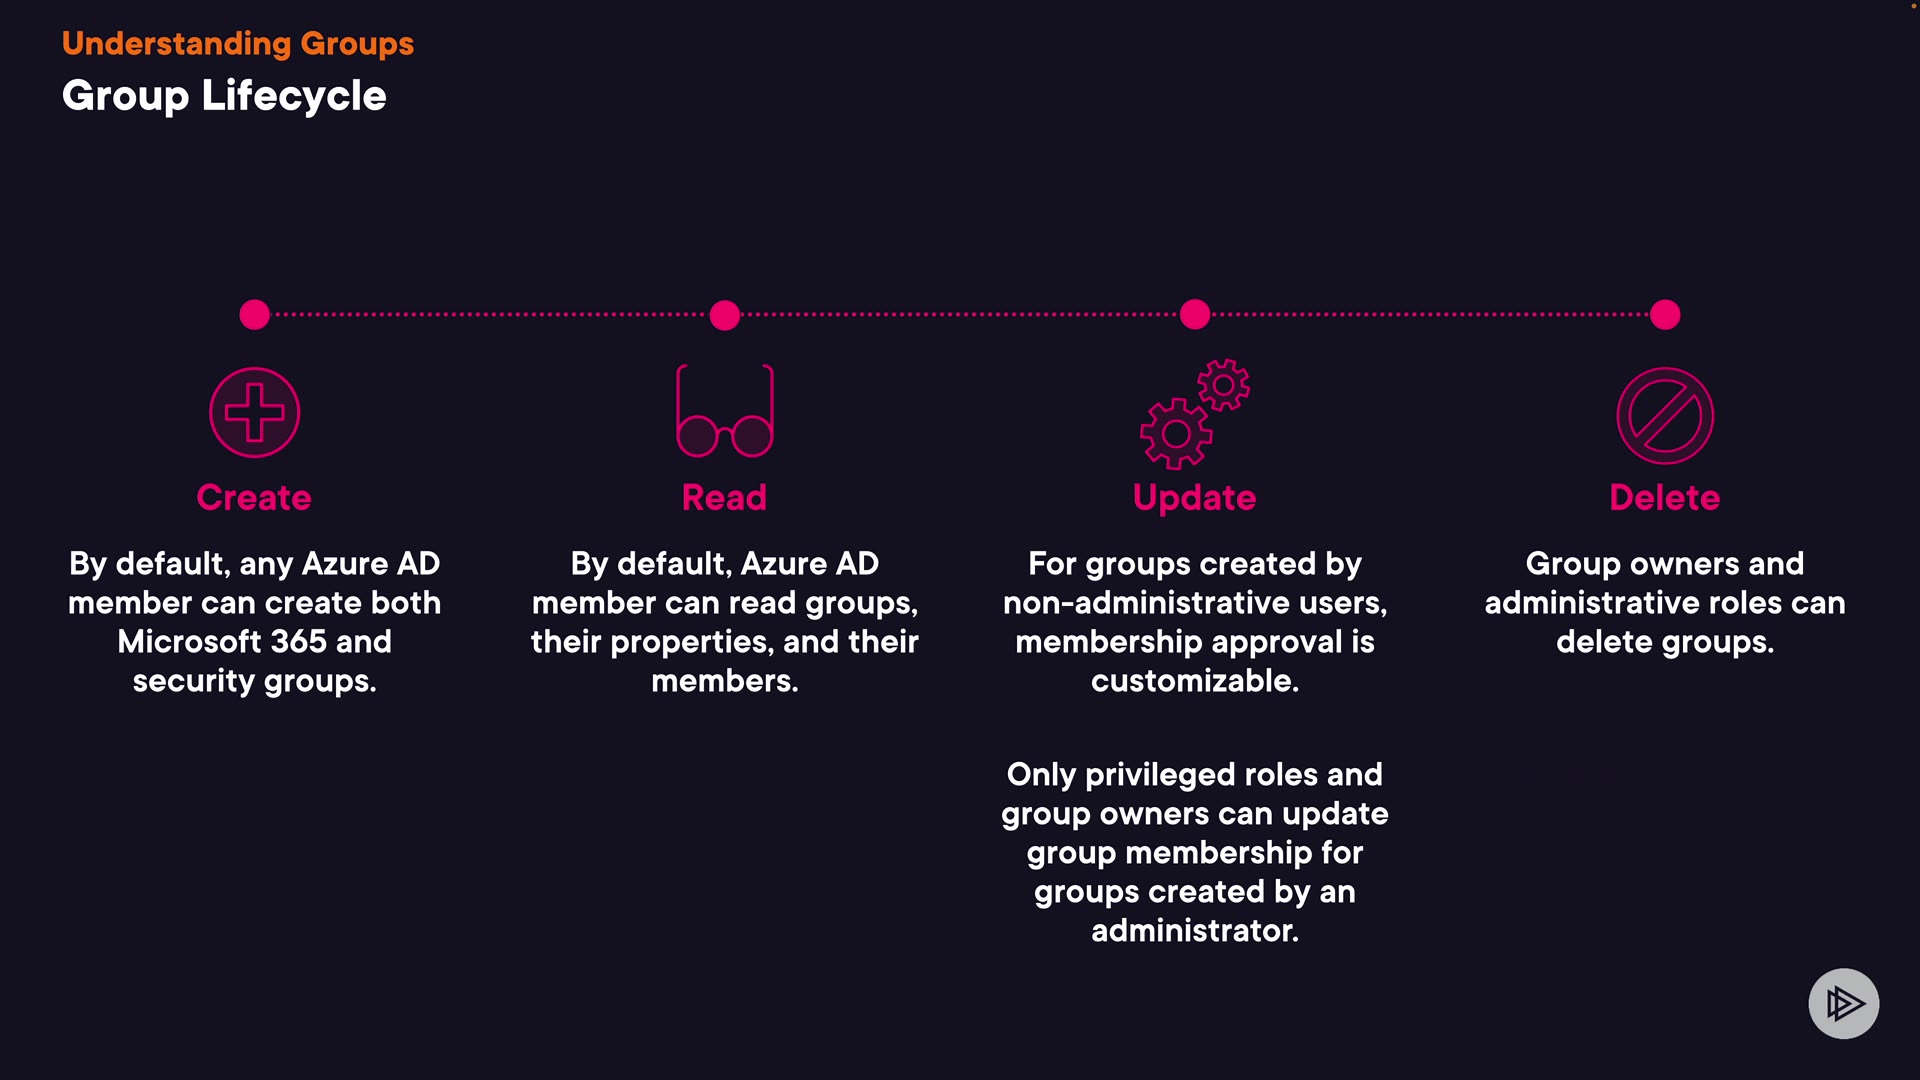 Understanding Groups
Group Lifecycle
Create
By default, any Azure AD
member can create both
Microsoft 365 and
security groups.
Read
By default, Azure AD
member can read groups,
their properties, and their
members.
Update
For groups created by
non-administrative users,
membership approval is
customizable.
Only privileged roles and
group owners can update
group membership for
groups created by an
administrator.
Delete
Group owners and
administrative roles can
delete groups.